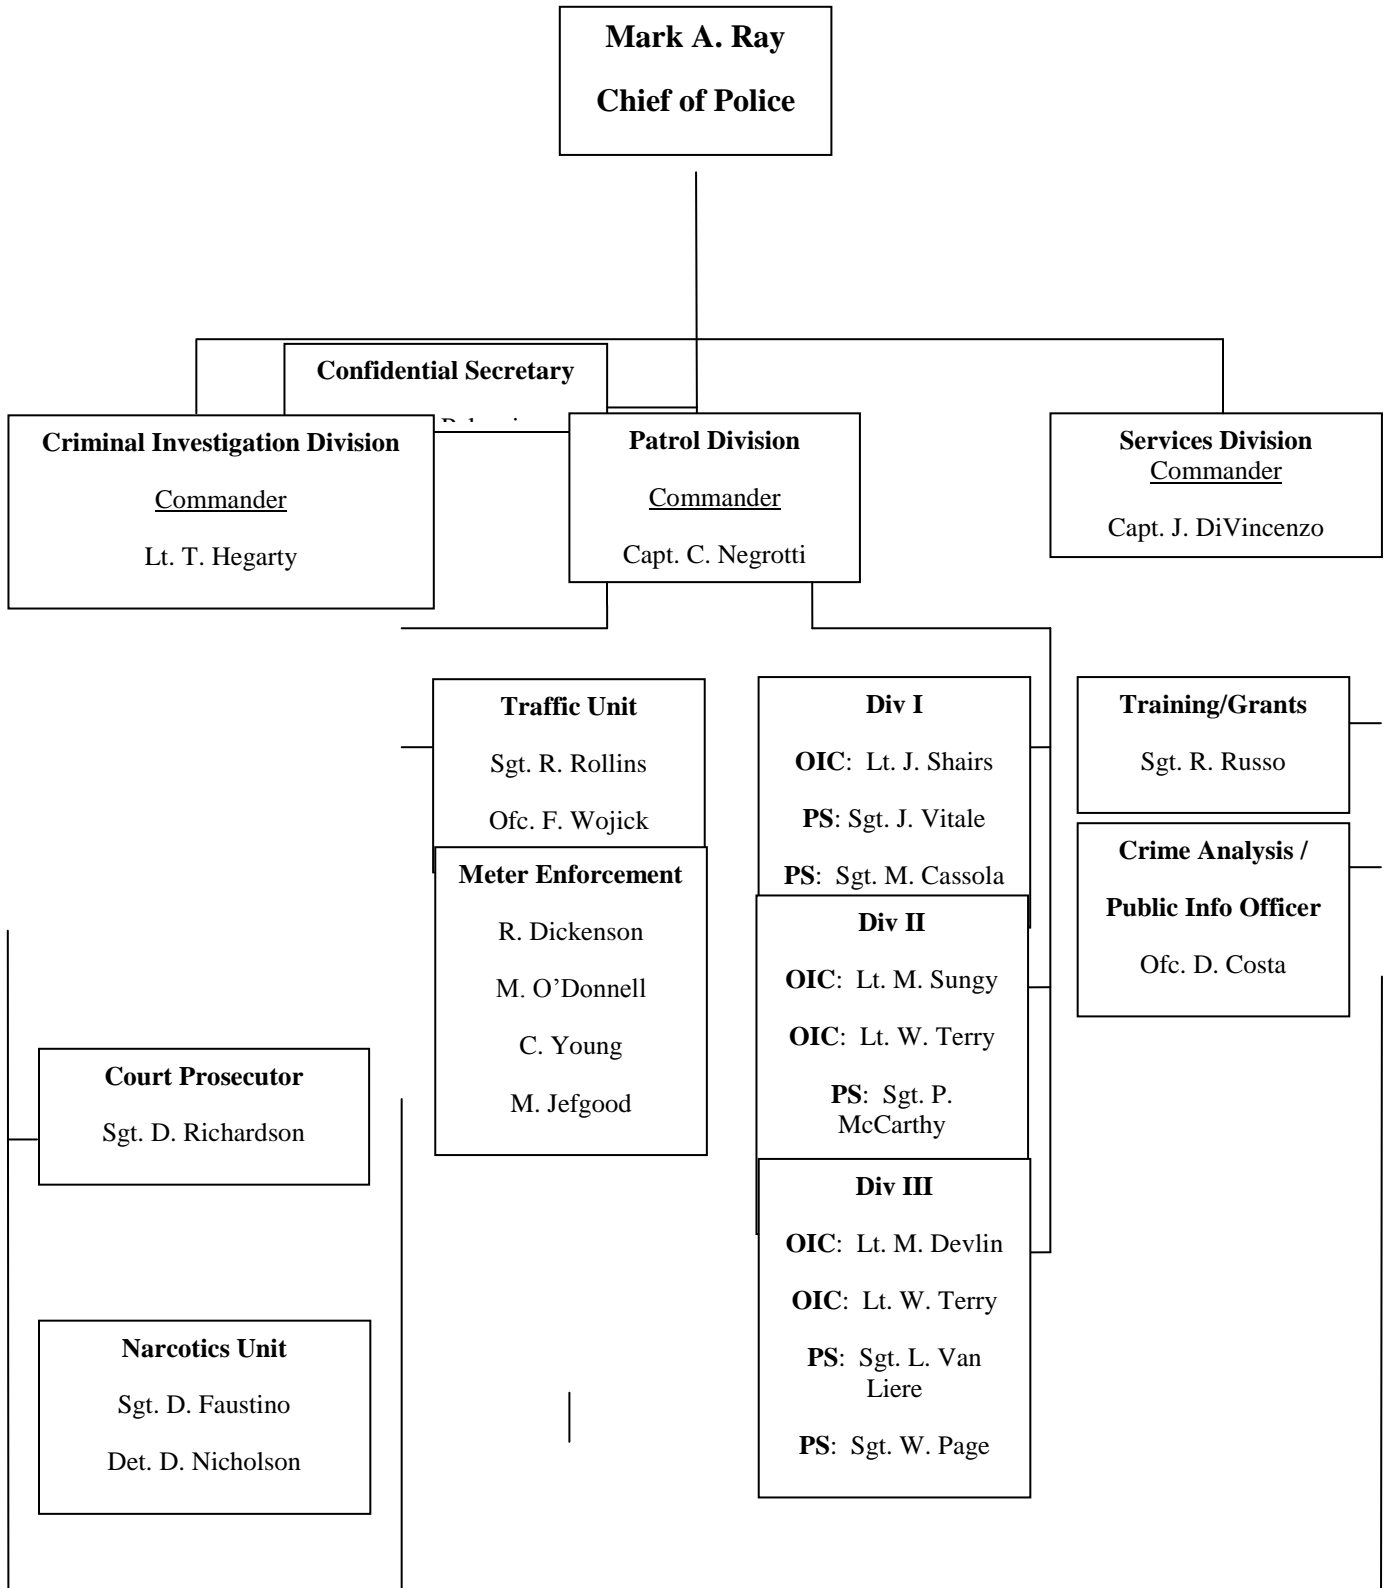 Mark A. Ray
Chief of Police
Confidential Secretary
Criminal Investigation Division
Commander
Lt. T. Hegarty
Patrol Division
Commander
Capt. C. Negrotti
Services Division
Commander
Capt. J. DiVincenzo
Traffic Unit
Sgt. R. Rollins
Ofc. F. Wojick
Meter Enforcement
R. Dickenson
M. O’Donnell
C. Young
M. Jefgood
Div I
OIC:  Lt. J. Shairs
PS: Sgt. J. Vitale
PS:  Sgt. M. Cassola
Div II
OIC:  Lt. M. Sungy
OIC:  Lt. W. Terry
PS:  Sgt. P.
McCarthy
Div III
OIC:  Lt. M. Devlin
OIC:  Lt. W. Terry
PS:  Sgt. L. Van
Liere
PS:  Sgt. W. Page
Training/Grants
Sgt. R. Russo
Crime Analysis /
Public Info Officer
Ofc. D. Costa
Court Prosecutor
Sgt. D. Richardson
Narcotics Unit
Sgt. D. Faustino
Det. D. Nicholson